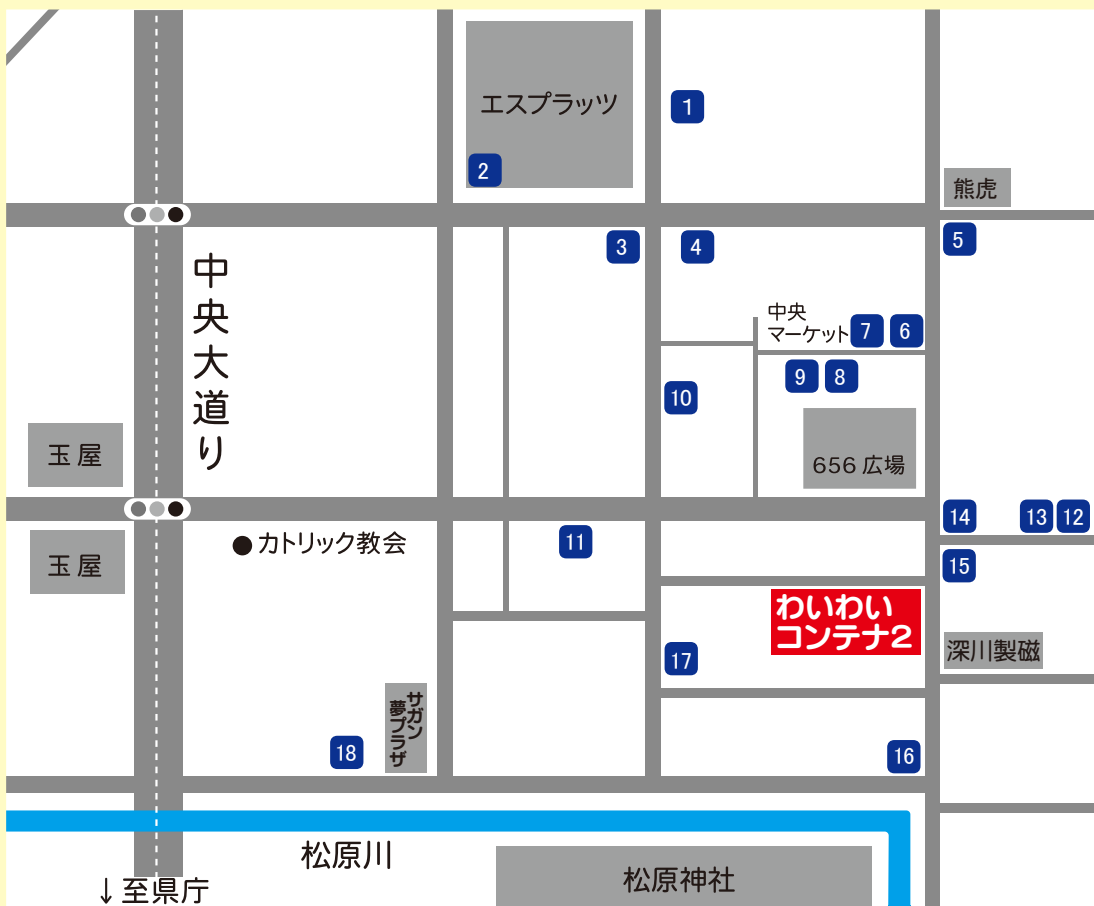 エスプラッツ
1
2
熊虎
3
4
5
中央大道り
中央
マーケット
7
6
9
8
10
玉屋
656 広場
14
13
12
11
カトリック教会
玉屋
15
わいわい
コンテナ2
深川製磁
17
サガン
夢プラザ
18
16
松原川
松原神社
↓至県庁